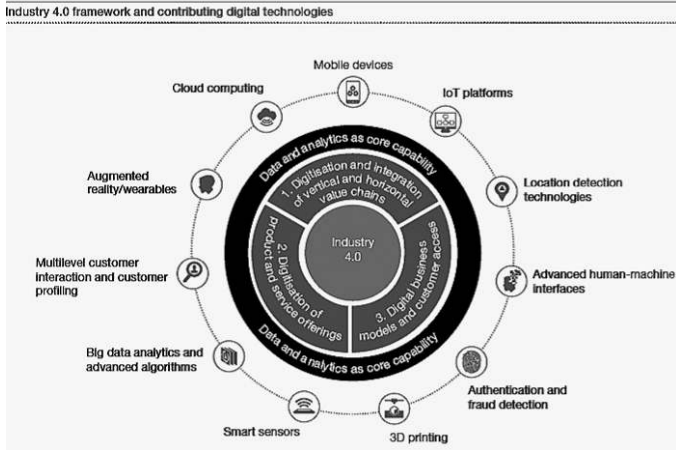 Industry 4.0 framework and contributing digital technologies
Mobile devices
Cloud computing
IoT platforms
Augmented
reality/wearables
Location detection
technologies
Multilevel customer
interaction and customer
profiling
Advanced human-machine
interfaces
Big data analytics and
advanced algorithms
Authentication and
fraud detection
Smart sensors
3D printing
Data and analytics as core capability
1. Digitisation and integration
of vertical and horizontal
value chains
2. Digitisation of
product and service offerings
3. Digital business
models and customer access
Industry
4.0
Data and analytics as core capability